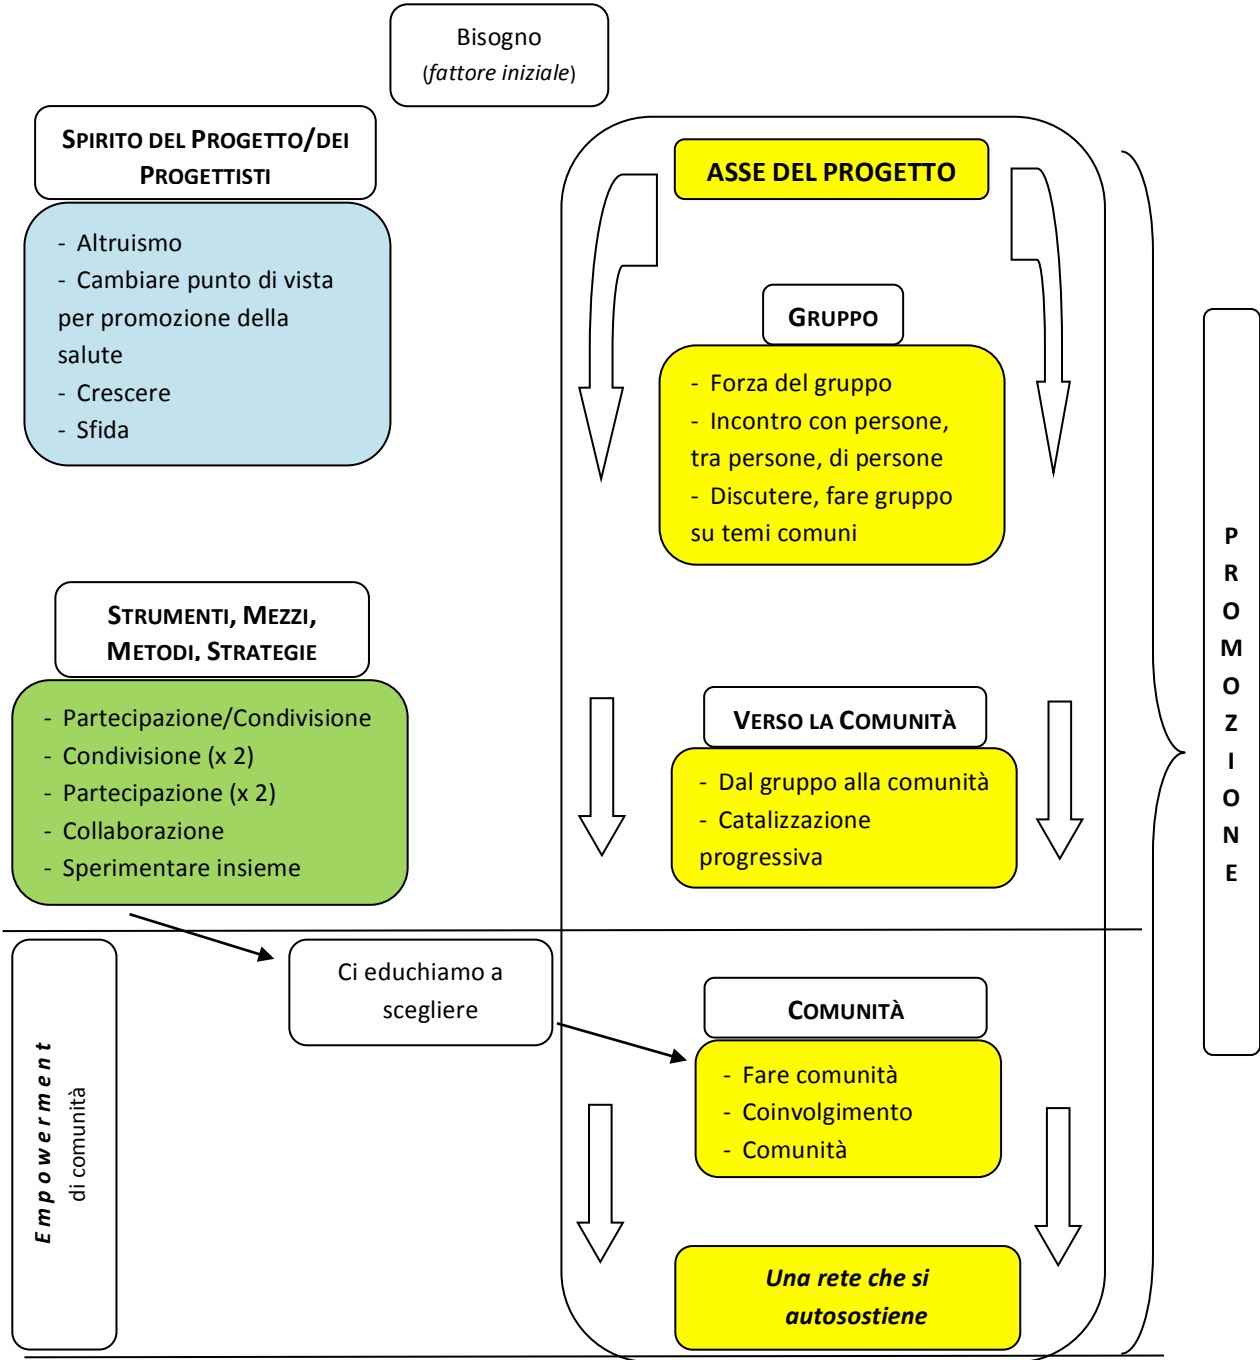 Bisogno
(fattore iniziale)
SPIRITO DEL PROGETTO/DEI
PROGETTISTI
- Altruismo
- Cambiare punto di vista
per promozione della
salute
- Crescere
- Sfida
STRUMENTI, MEZZI,
METODI, STRATEGIE
- Partecipazione/Condivisione
- Condivisione (x 2)
- Partecipazione (x 2)
- Collaborazione
- Sperimentare insieme
Ci educhiamo a
scegliere
Empowerment
di comunità
ASSE DEL PROGETTO
GRUPPO
- Forza del gruppo
- Incontro con persone,
tra persone, di persone
- Discutere, fare gruppo
su temi comuni
VERSO LA COMUNITÀ
- Dal gruppo alla comunità
- Catalizzazione
progressiva
COMUNITÀ
- Fare comunità
- Coinvolgimento
- Comunità
Una rete che si
autosostiene
PROMOZIONE